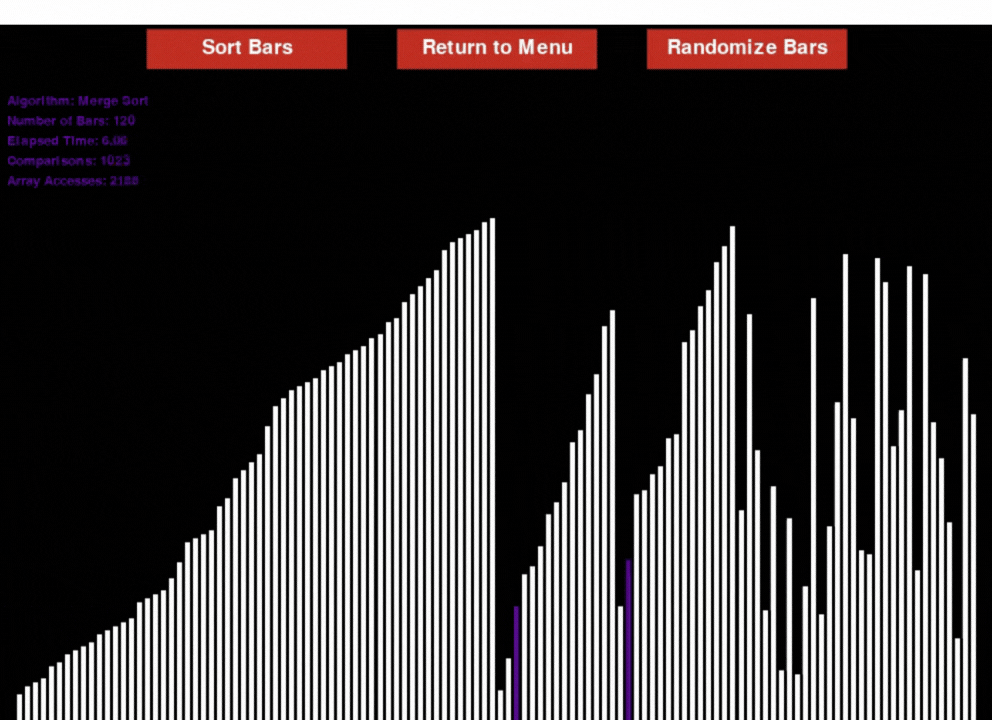 Sort Bars
Return to Menu
Randomize Bars
Algorithm: Merge Sort
Number of Bars: 120
Elapsed Time: 6.06
Comparisons: 1023
Array Accesses: